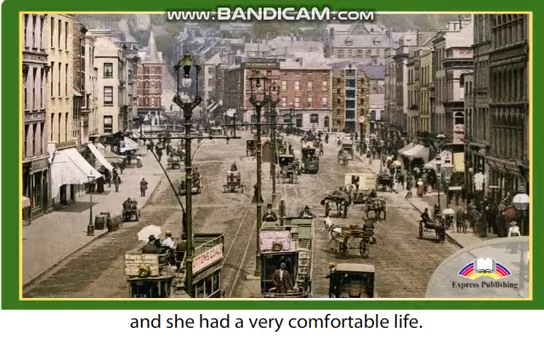 www.BANDICAM.com
Express Publishing
and she had a very comfortable life.